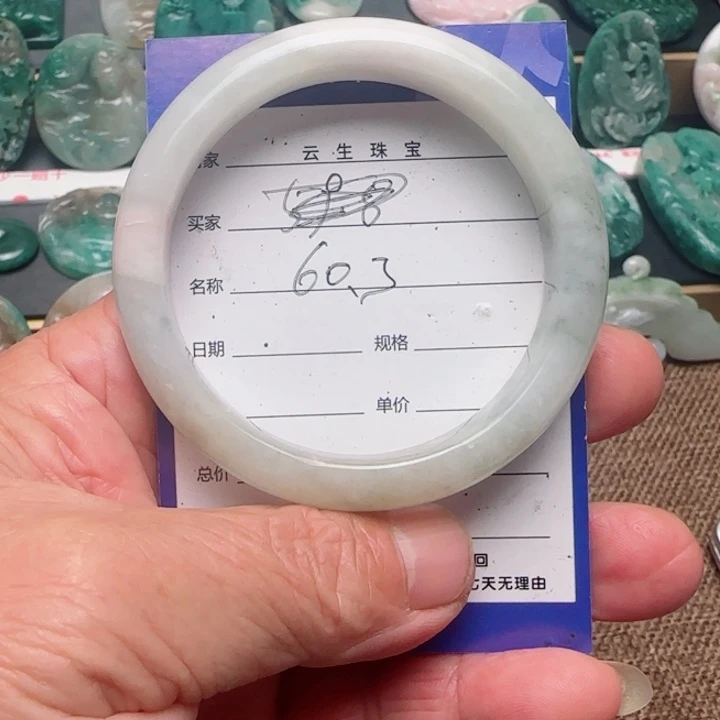 家 云生珠宝
买家
名称 60.3
日期 规格
单价
总价
回
七天无理由